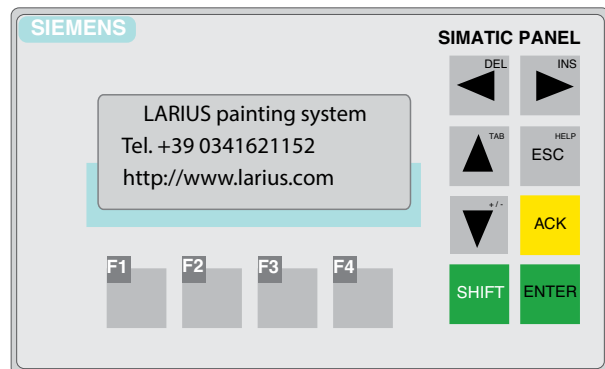 SIEMENS
SIMATIC PANEL
DEL
INS
LARIUS painting system
Tel. +39 0341621152
http://www.larius.com
TAB
HELP
ESC
+/-
ACK
F1
F2
F3
F4
SHIFT
ENTER